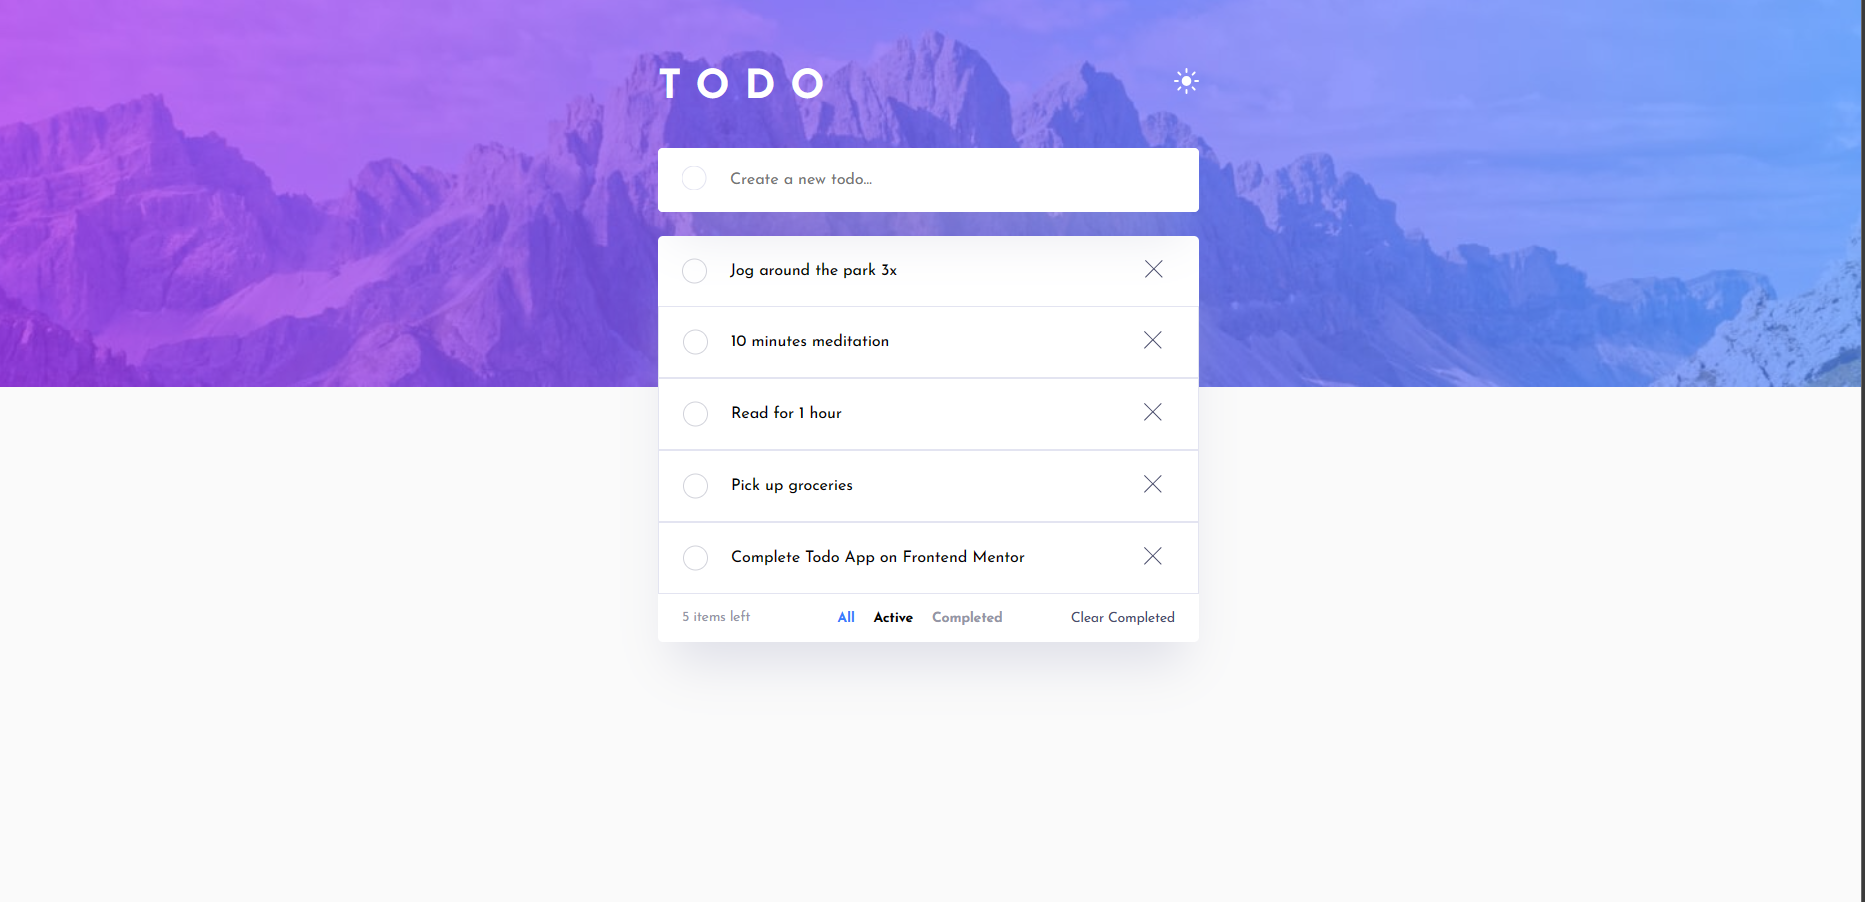 TODO
Create a new todo...
Jog around the park 3x
10 minutes meditation
Read for 1 hour
Pick up groceries
Complete Todo App on Frontend Mentor
5 items left All Active Completed Clear Completed